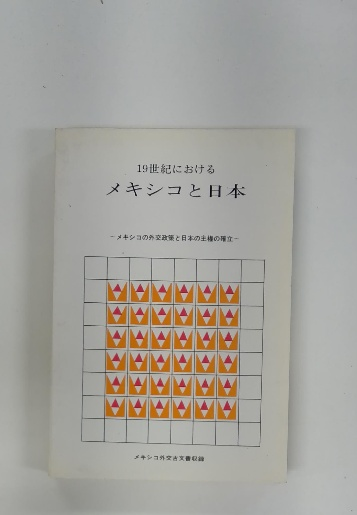 19世紀における
メキシコと日本
－メキシコの外交政策と日本の主権の確立－
メキシコ外交古文書収録